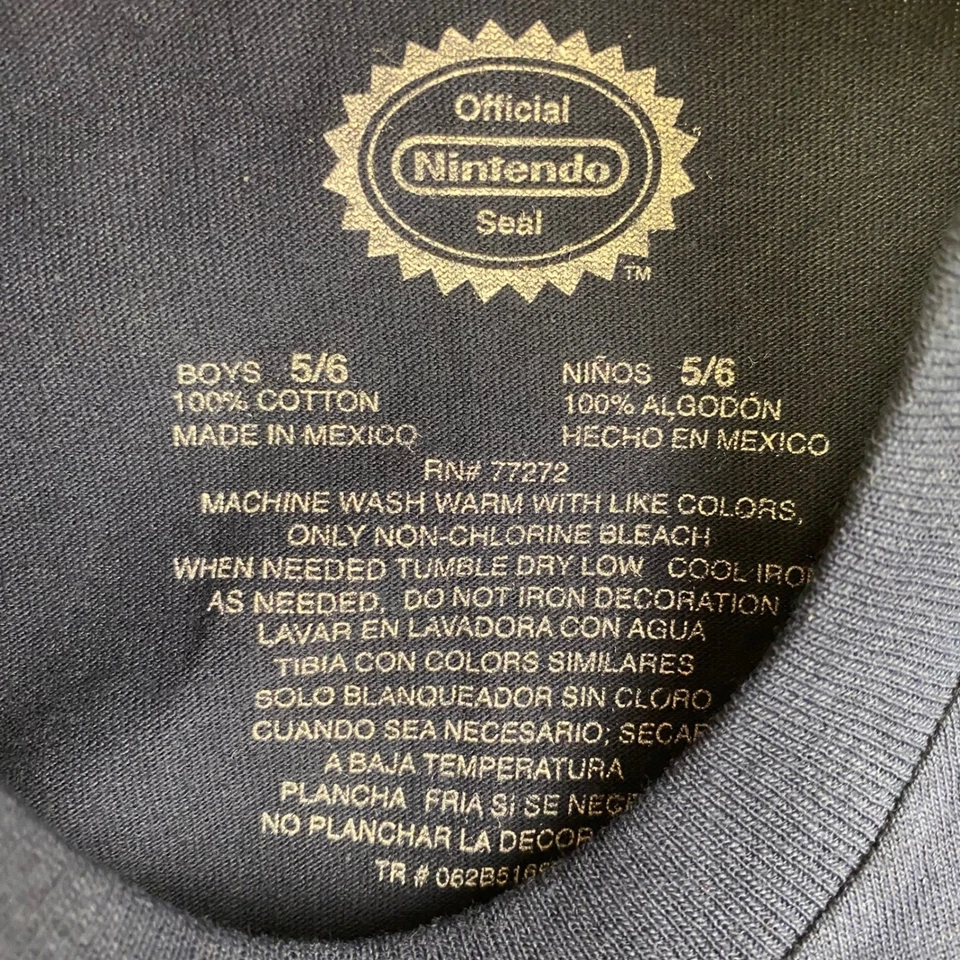 Official
Nintendo
Seal
TM
BOYS 5/6 NIÑOS 5/6
100% COTTON 100% ALGODÓN
MADE IN MEXICO HECHO EN MEXICO
RN# 77272
MACHINE WASH WARM WITH LIKE COLORS,
ONLY NON-CHLORINE BLEACH
WHEN NEEDED TUMBLE DRY LOW COOL IRON
AS NEEDED. DO NOT IRON DECORATION
LAVAR EN LAVADORA CON AGUA
TIBIA CON COLORS SIMILARES
SOLO BLANQUEADOR SIN CLORO
CUANDO SEA NECESARIO; SECAR
A BAJA TEMPERATURA
PLANCHA FRIA SI SE
NO PLANCHAR LA
TR #